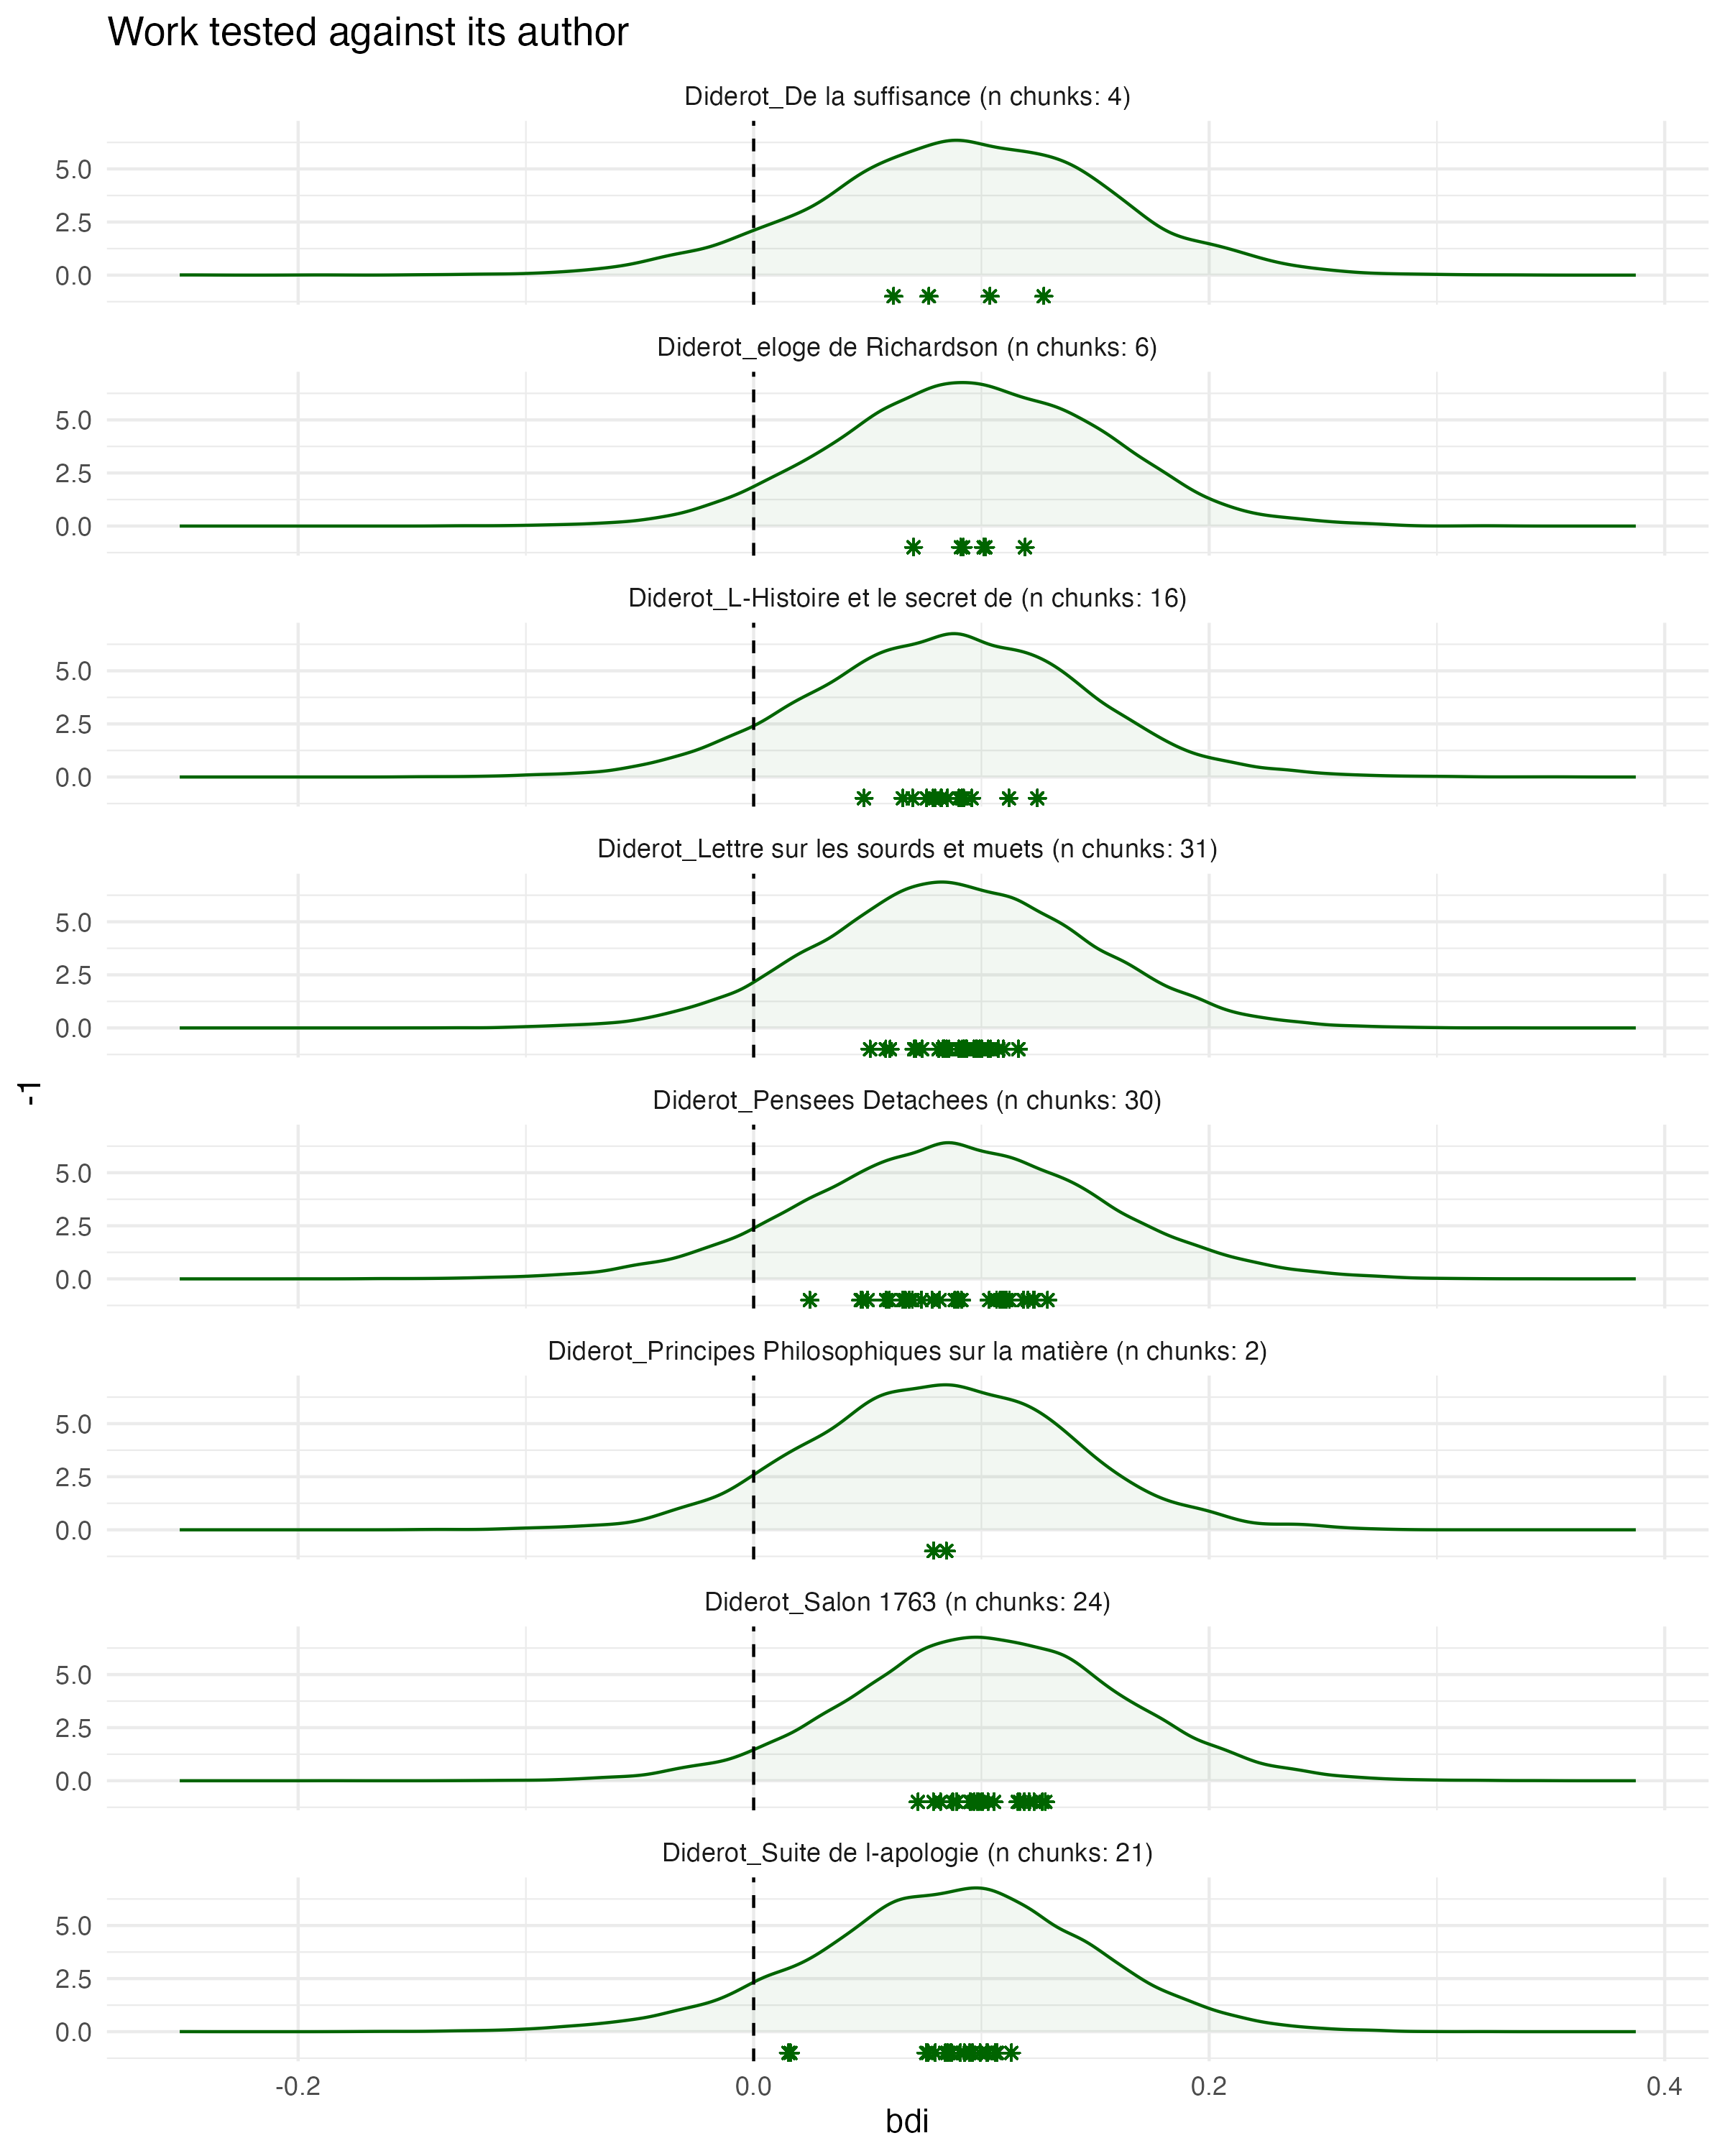 Work tested against its author
Diderot_De la suffisance (n chunks: 4)
5.0
2.5
0.0
Diderot_eloge de Richardson (n chunks: 6)
5.0
2.5
0.0
Diderot_L-Histoire et le secret de (n chunks: 16)
5.0
2.5
0.0
Diderot_Lettre sur les sourds et muets (n chunks: 31)
5.0
2.5
0.0
-1
Diderot_Pensees Detachees (n chunks: 30)
5.0
2.5
0.0
Diderot_Principes Philosophiques sur la matière (n chunks: 2)
5.0
2.5
0.0
Diderot_Salon 1763 (n chunks: 24)
5.0
2.5
0.0
Diderot_Suite de l-apologie (n chunks: 21)
5.0
2.5
0.0
-0.2 0.0 0.2 0.4
bdi